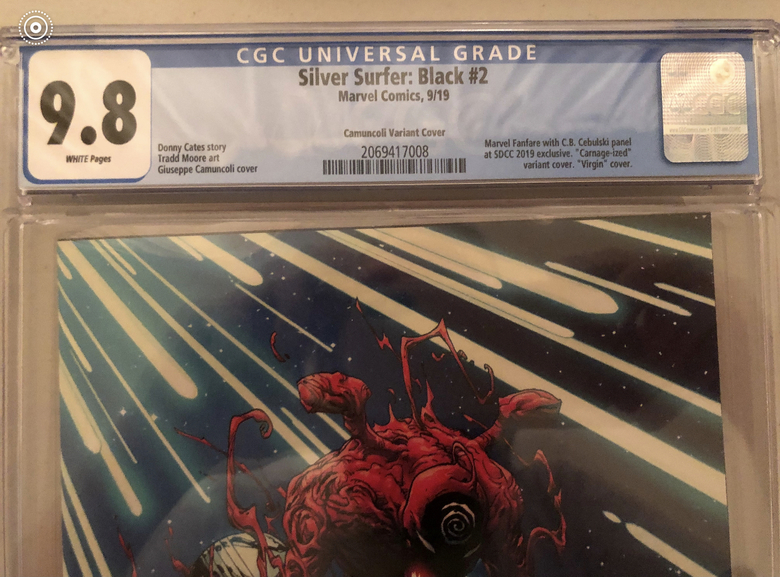 CGC UNIVERSAL GRADE
9.8
WHITE Pages
Silver Surfer: Black #2
Marvel Comics, 9/19
Camuncoli Variant Cover
2069417008
Donny Cates story
Tradd Moore art
Giuseppe Camuncoli cover
Marvel Fanfare with C.B. Cebulski panel
at SDCC 2019 exclusive. "Carnage-ized"
variant cover. "Virgin" cover.
CGC